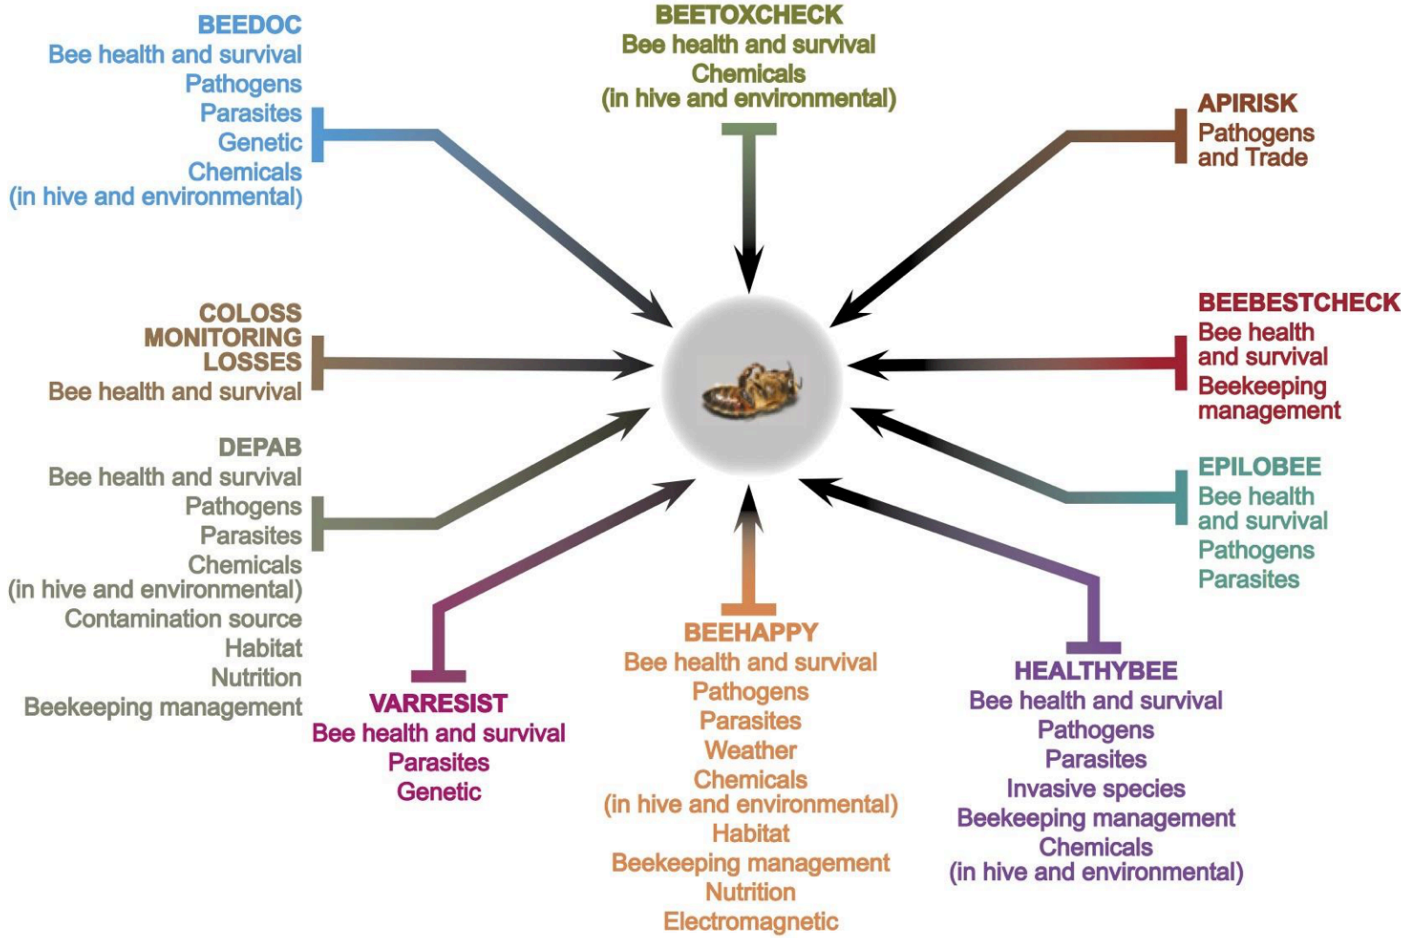 BEEDOC
Bee health and survival
Pathogens
Parasites
Genetic
Chemicals
(in hive and environmental)
BEETOXCHECK
Bee health and survival
Chemicals
(in hive and environmental)
APIRISK
Pathogens
and Trade
COLOSS
MONITORING
LOSSES
Bee health and survival
BEEBESTCHECK
Bee health
and survival
Beekeeping
management
DEPAB
Bee health and survival
Pathogens
Parasites
Chemicals
(in hive and environmental)
Contamination source
Habitat
Nutrition
Beekeeping management
EPILOBEE
Bee health
and survival
Pathogens
Parasites
VARRESIST
Bee health and survival
Parasites
Genetic
BEEHAPPY
Bee health and survival
Pathogens
Parasites
Weather
Chemicals
(in hive and environmental)
Habitat
Beekeeping management
Nutrition
Electromagnetic
HEALTHYBEE
Bee health and survival
Pathogens
Parasites
Invasive species
Beekeeping management
Chemicals
(in hive and environmental)